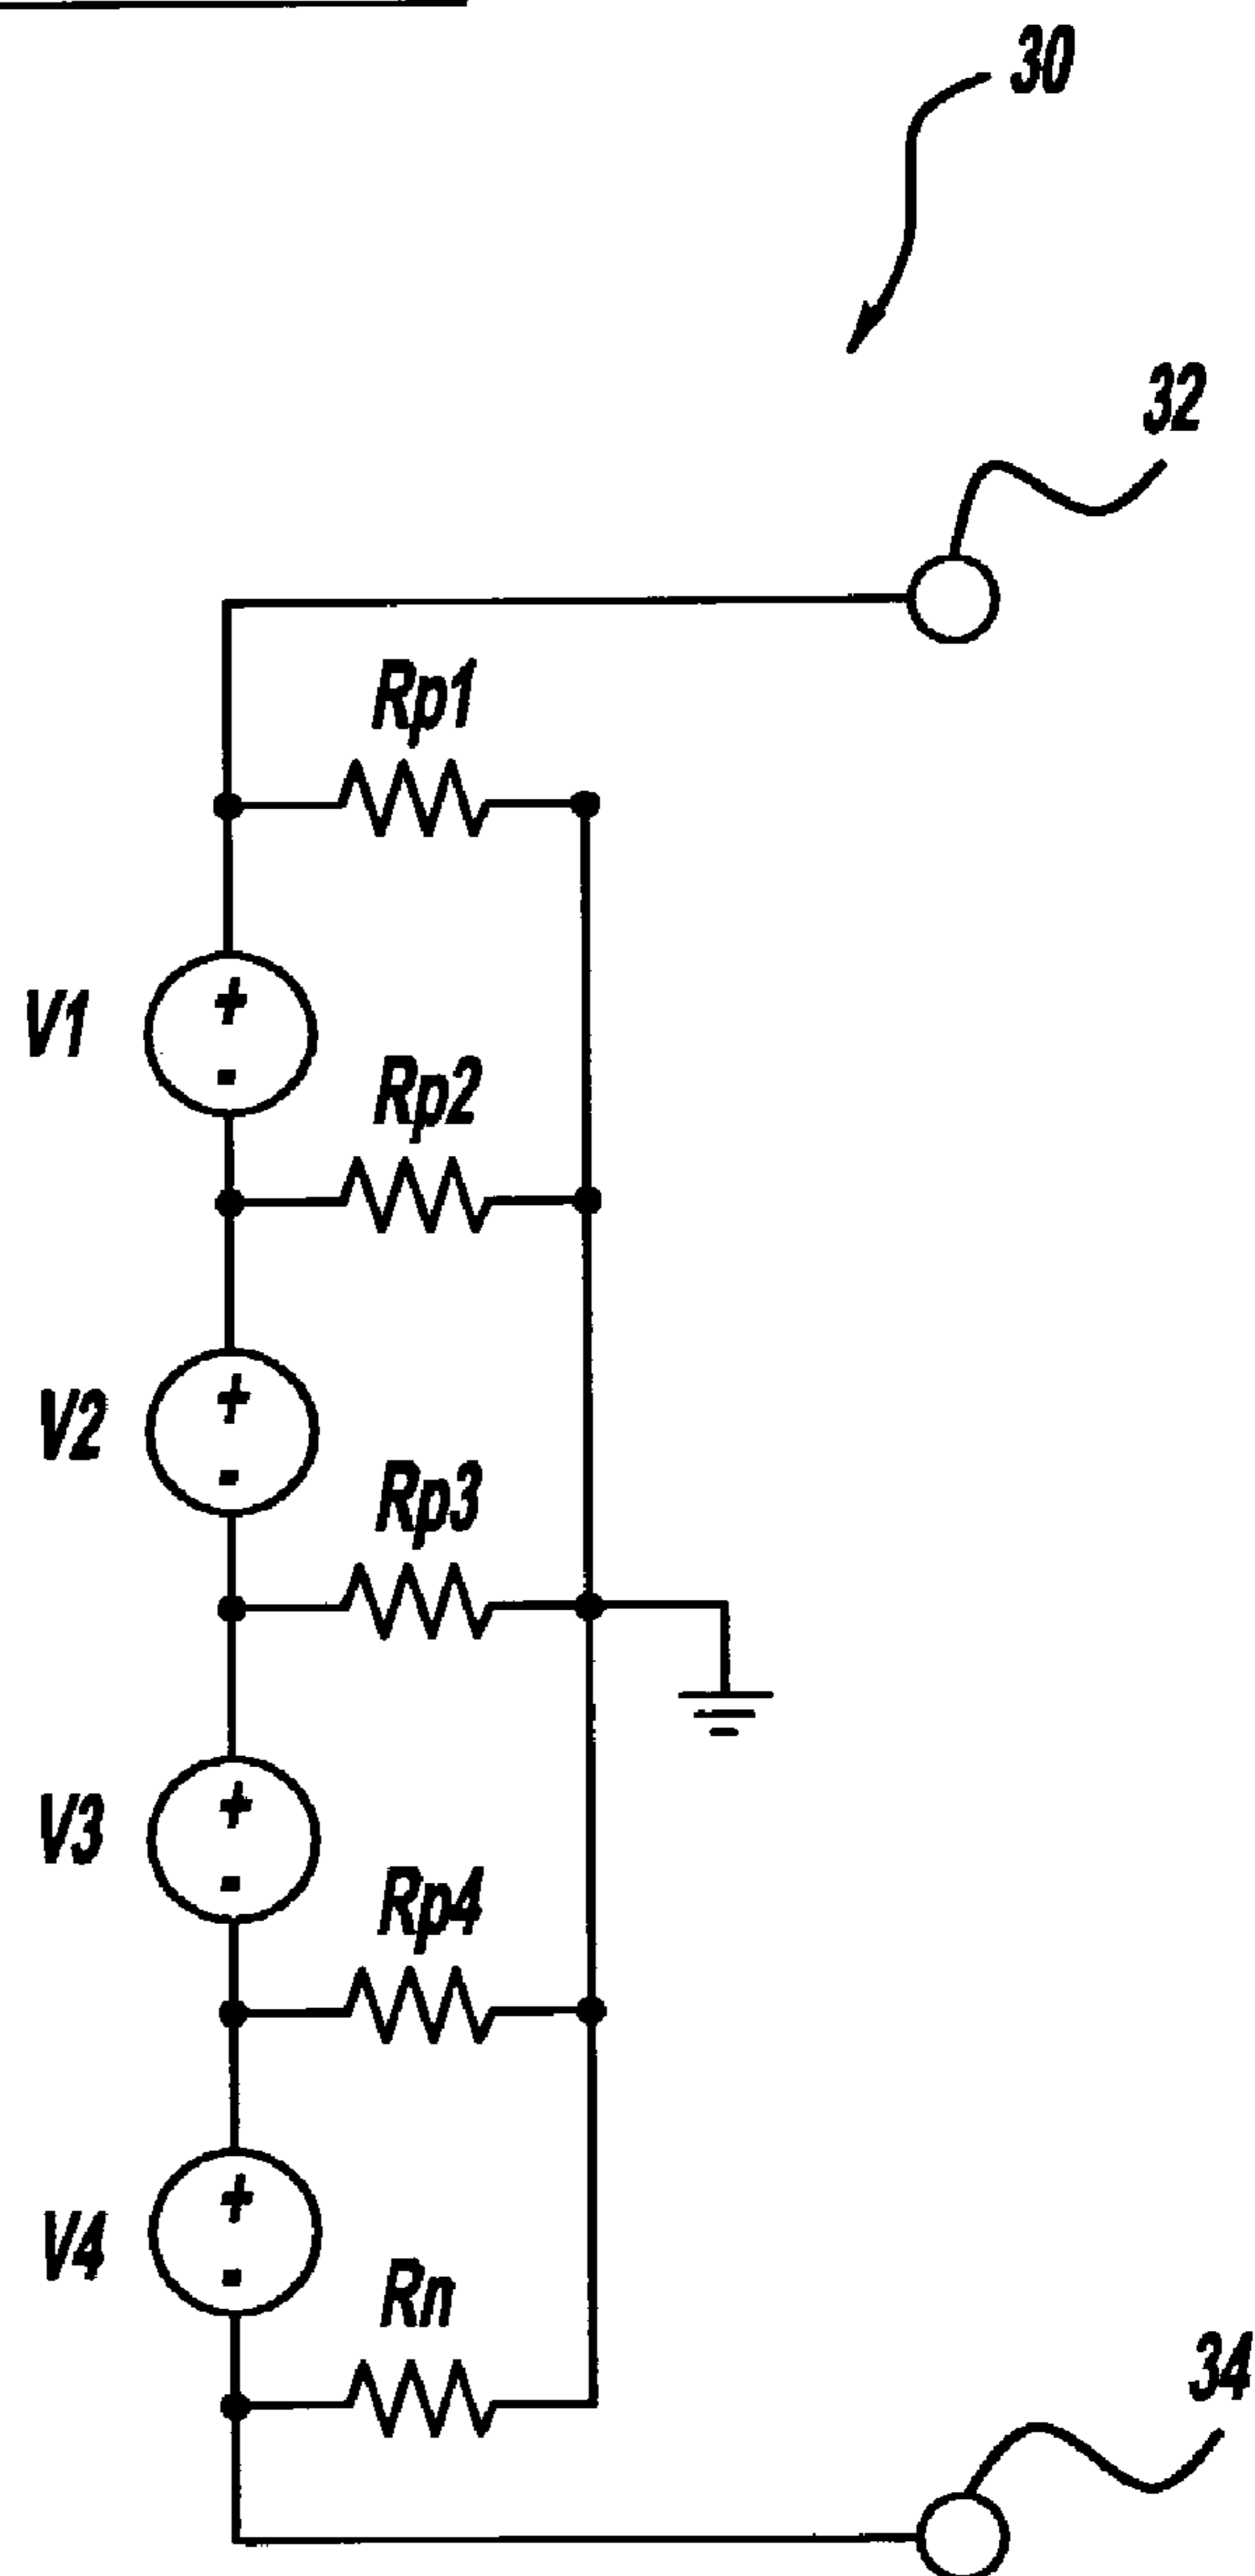 30
32
Rp1
+
V1
-
Rp2
+
V2
-
Rp3
+
V3
-
Rp4
+
V4
-
Rn
34